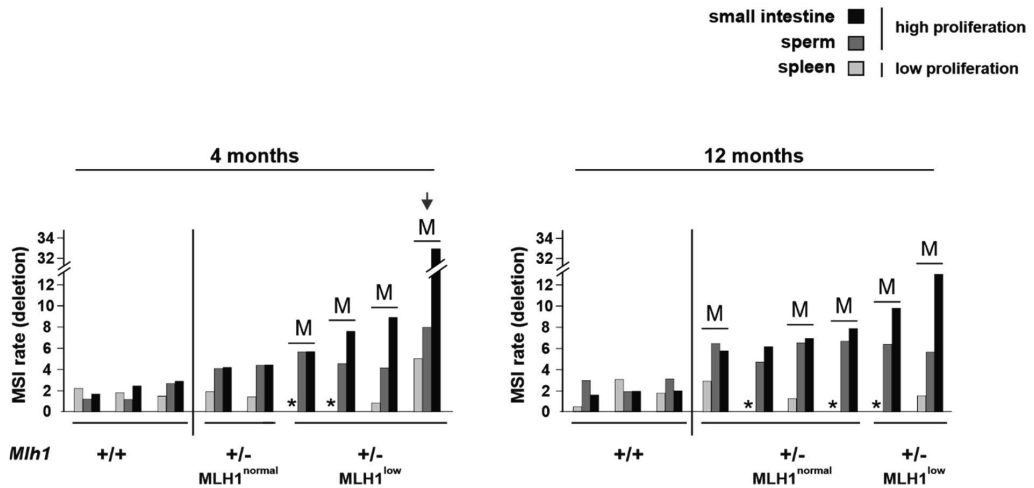 small intestine
sperm
spleen
high proliferation
low proliferation
4 months
MSI rate (deletion)
34
32
12
10
8
6
4
2
0
M
M
M
M
*
*
12 months
MSI rate (deletion)
34
32
12
10
8
6
4
2
0
M
M
M
M
M
*
*
*
Mlh1
+/+
+/-
MLH1normal
+/-
MLH1low
+/+
+/-
MLH1normal
+/-
MLH1low